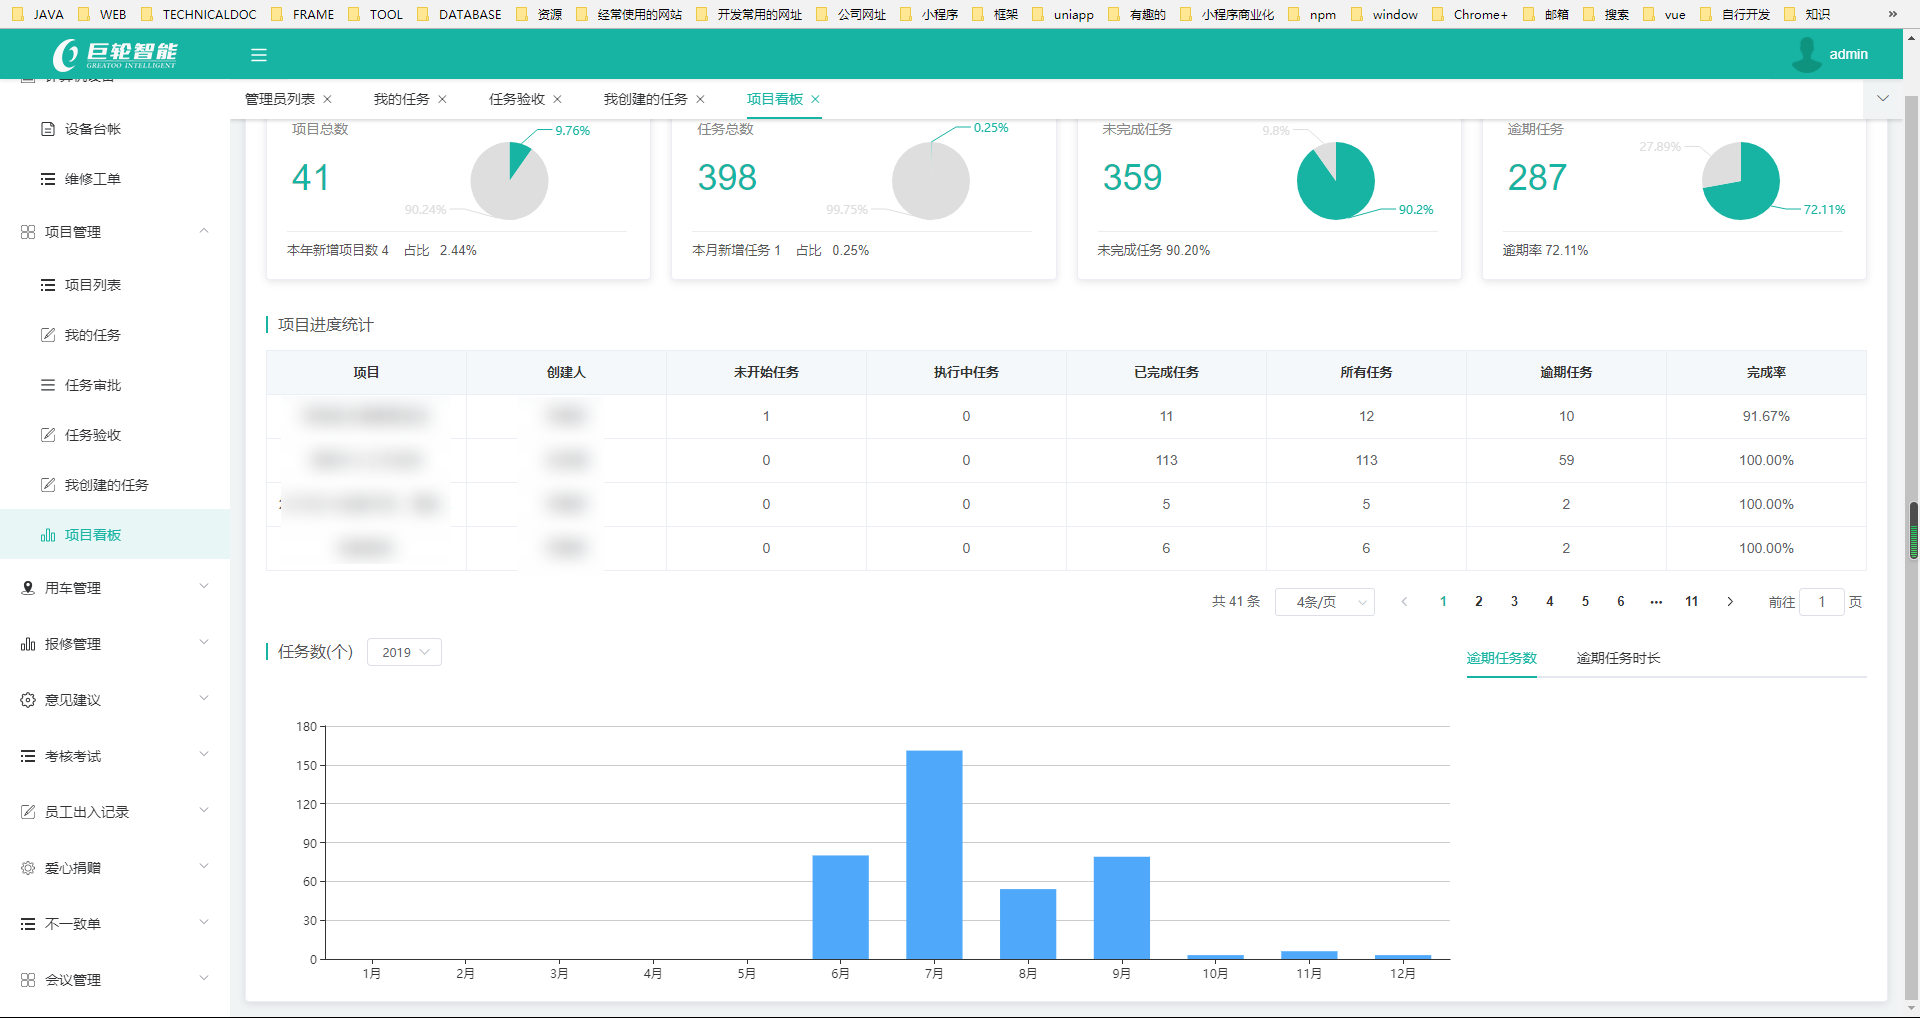 JAVA WEB TECHNICALDOC FRAME TOOL DATABASE 资源 经常使用的网站 开发常用的网址 公司网址 小程序 框架 uniapp 有趣的 小程序商业化 npm window Chrome+ 邮箱 搜索 vue 自行开发 知识 »
巨轮智能
GREATOO INTELLIGENT
admin
管理员列表 × 我的任务 × 任务验收 × 我创建的任务 × 项目看板 ×
设备台帐
维修工单
项目管理
项目列表
我的任务
任务审批
任务验收
我创建的任务
项目看板
用车管理
报修管理
意见建议
考核考试
员工出入记录
爱心捐赠
不一致单
会议管理
项目总数
41
9.76%
90.24%
本年新增项目数 4 占比 2.44%
任务总数
398
0.25%
99.75%
本月新增任务 1 占比 0.25%
未完成任务
359
9.8%
90.2%
未完成任务 90.20%
逾期任务
287
27.89%
72.11%
逾期率 72.11%
项目进度统计
项目 创建人 未开始任务 执行中任务 已完成任务 所有任务 逾期任务 完成率
1 0 11 12 10 91.67%
0 0 113 113 59 100.00%
0 0 5 5 2 100.00%
0 0 6 6 2 100.00%
共 41 条 4条/页 1 2 3 4 5 6 ··· 11 前往 1 页
任务数(个) 2019
逾期任务数 逾期任务时长
180
150
120
90
60
30
0
1月 2月 3月 4月 5月 6月 7月 8月 9月 10月 11月 12月